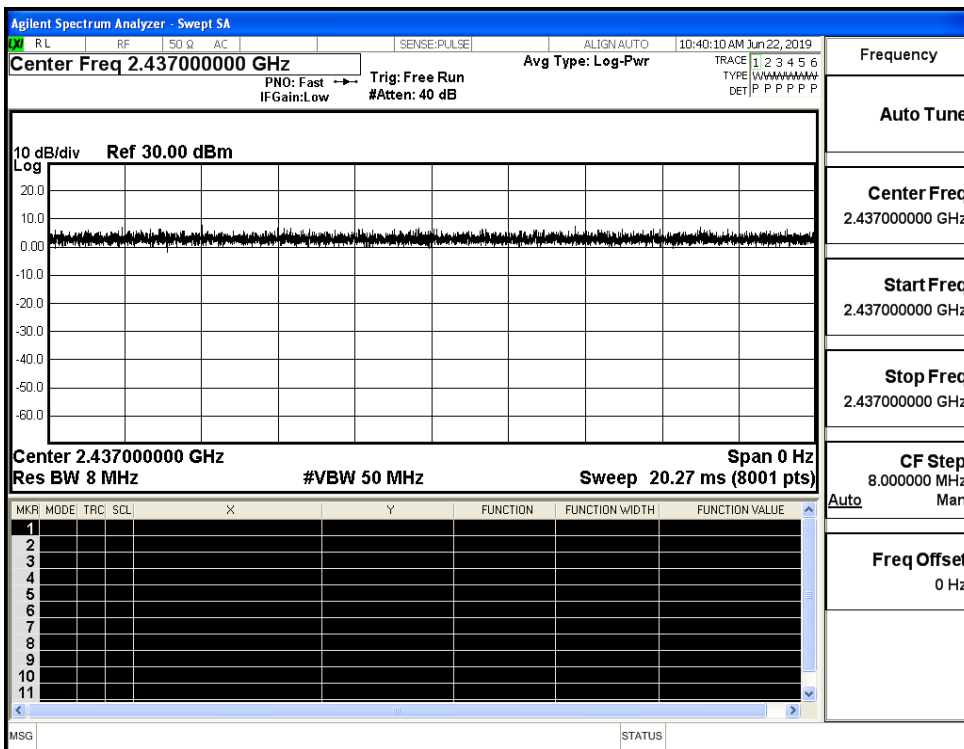 Agilent Spectrum Analyzer - Swept SA
LXI RL RF 50 Ω AC SENSE:PULSE ALIGN AUTO 10:40:10 AM Jun 22, 2019
Center Freq 2.437000000 GHz
PNO: Fast
IFGain:Low
Trig: Free Run
#Atten: 40 dB
Avg Type: Log-Pwr
TRACE 1 2 3 4 5 6
TYPE WWWWWW
DET P P P P P P
10 dB/div Ref 30.00 dBm
Log
20.0
10.0
0.00
-10.0
-20.0
-30.0
-40.0
-50.0
-60.0
Center 2.437000000 GHz Span 0 Hz
Res BW 8 MHz #VBW 50 MHz Sweep 20.27 ms (8001 pts)
MKR MODE TRC SCL X Y FUNCTION FUNCTION WIDTH FUNCTION VALUE
1
2
3
4
5
6
7
8
9
10
11
MSG STATUS
Frequency
Auto Tune
Center Freq
2.437000000 GHz
Start Freq
2.437000000 GHz
Stop Freq
2.437000000 GHz
CF Step
8.000000 MHz
Auto Man
Freq Offset
0 Hz